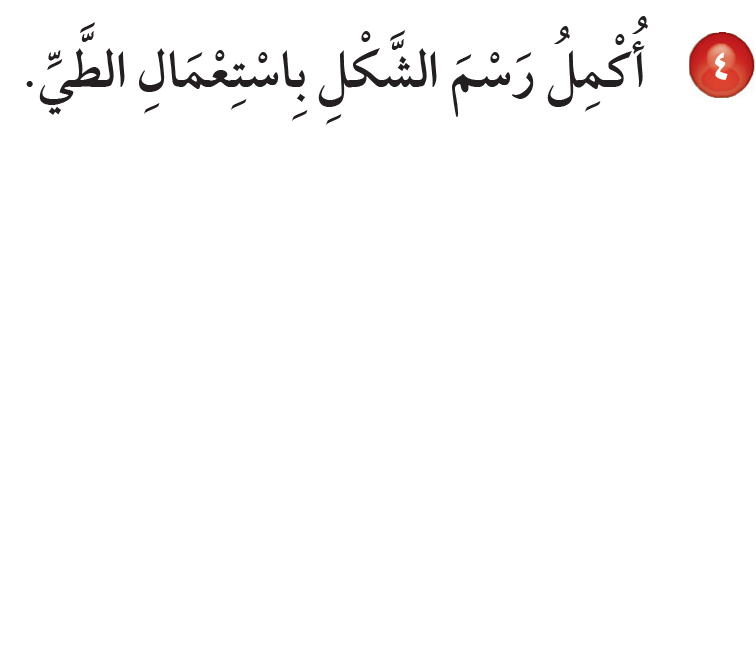 ٤ أُكْمِلُ رَسْمَ الشَّكْلِ بِاسْتِعْمَالِ الطَّيِّ.